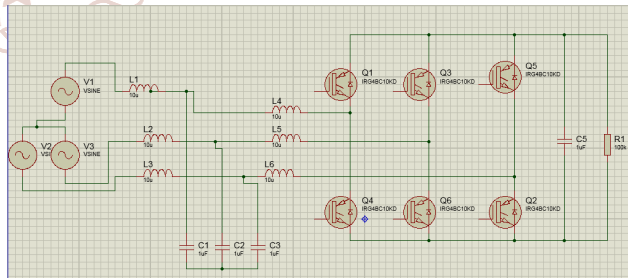 V1
VSINE
V2
VSI
V3
VSINE
L1
10u
L2
10u
L3
10u
L4
10u
L5
10u
L6
10u
C1
1uF
C2
1uF
C3
1uF
Q1
IRG4BC10KD
Q3
IRG4BC10KD
Q5
IRG4BC10KD
Q4
IRG4BC10KD
Q6
IRG4BC10KD
Q2
IRG4BC10KD
C5
1uF
R1
100k